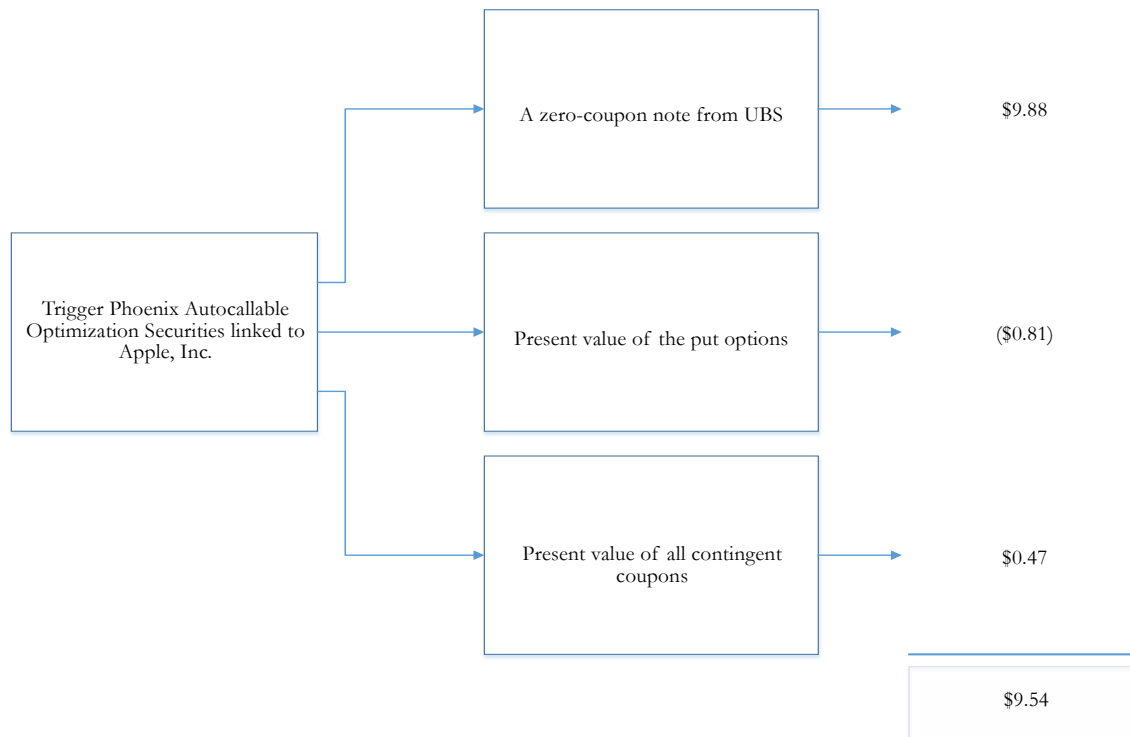 A zero-coupon note from UBS
$9.88
Trigger Phoenix Autocallable
Optimization Securities linked to
Apple, Inc.
Present value of the put options
($0.81)
Present value of all contingent
coupons
$0.47
$9.54